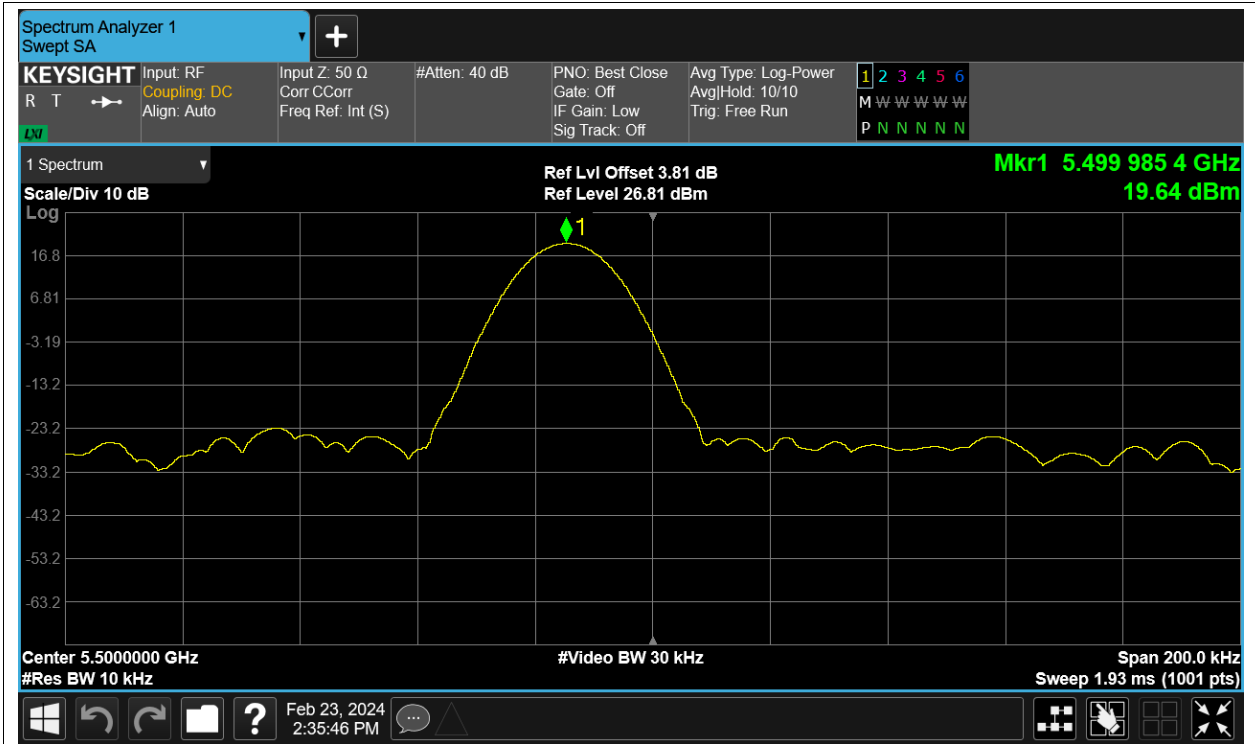 Spectrum Analyzer 1
Swept SA
KEYSIGHT
R T
LXI
Input: RF
Coupling: DC
Align: Auto
Input Z: 50 Ω
Corr CCorr
Freq Ref: Int (S)
#Atten: 40 dB
PNO: Best Close
Gate: Off
IF Gain: Low
Sig Track: Off
Avg Type: Log-Power
Avg|Hold: 10/10
Trig: Free Run
1 2 3 4 5 6
M W W W W W
P N N N N N
1 Spectrum
Scale/Div 10 dB
Log
Ref Lvl Offset 3.81 dB
Ref Level 26.81 dBm
Mkr1 5.499 985 4 GHz
19.64 dBm
1
16.8
6.81
-3.19
-13.2
-23.2
-33.2
-43.2
-53.2
-63.2
Center 5.5000000 GHz
#Res BW 10 kHz
#Video BW 30 kHz
Span 200.0 kHz
Sweep 1.93 ms (1001 pts)
?
Feb 23, 2024
2:35:46 PM